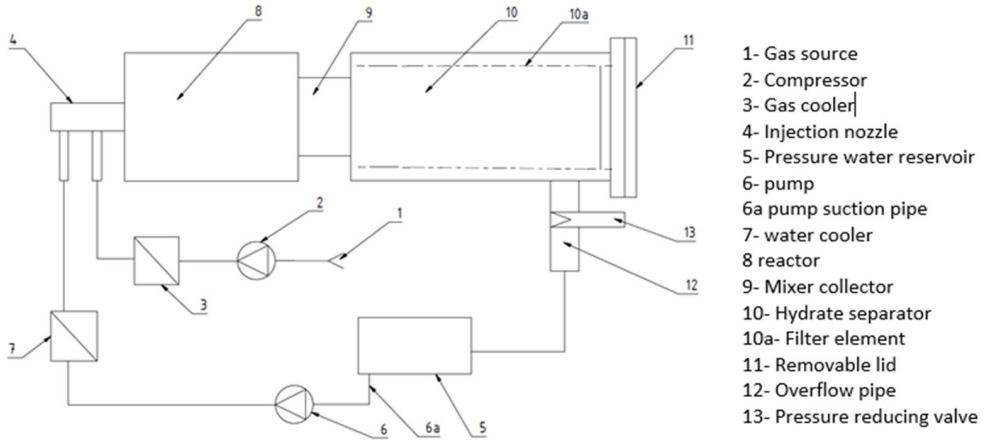 8
9
10
10a
11
4
1- Gas source
2- Compressor
3- Gas cooler
4- Injection nozzle
5- Pressure water reservoir
6- pump
6a pump suction pipe
7- water cooler
8 reactor
9- Mixer collector
10- Hydrate separator
10a- Filter element
11- Removable lid
12- Overflow pipe
13- Pressure reducing valve
2
1
13
3
12
7
6
6a
5